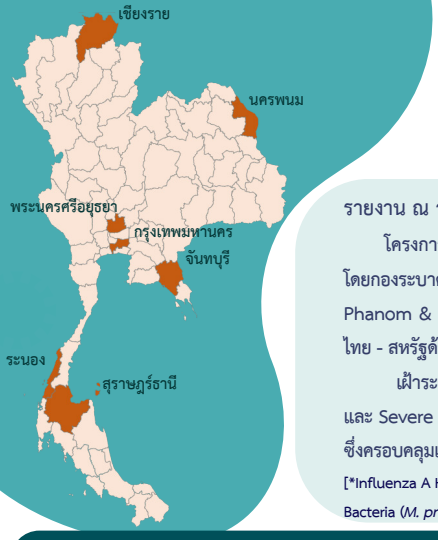 เชียงราย
นครพนม
พระนครศรีอยุธยา
กรุงเทพมหานคร
จันทบุรี
ระนอง
สุราษฎร์ธานี
รายงาน ณ
โครงกา
โดยกองระบาด
Phanom &
ไทย - สหรัฐด้
เฝ้าระ
และ Severe
ซึ่งครอบคลุมเ
[*Influenza A H
Bacteria (M. pr